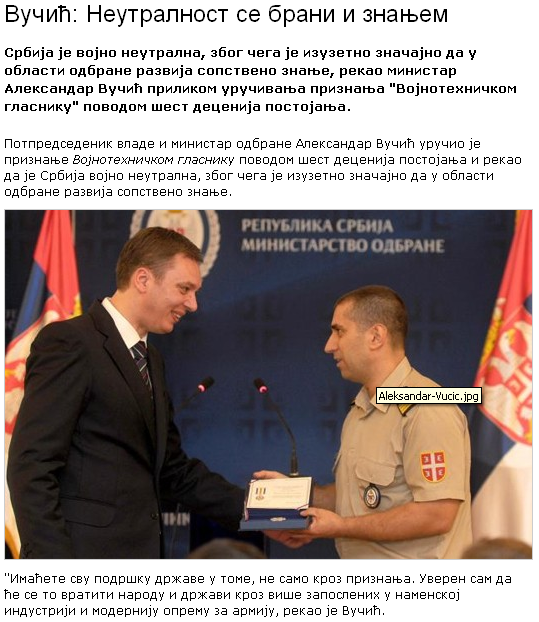 Вучић: Неутралност се брани и знањем
Србија је војно неутрална, због чега је изузетно значајно да у
области одбране развија сопствено знање, рекао министар
Александар Вучић приликом уручивања признања "Војнотехничком
гласнику" поводом шест деценија постојања.
Потпредседеник владе и министар одбране Александар Вучић уручио је
признање Војнотехничком гласнику поводом шест деценија постојања и рекао
да је Србија војно неутрална, због чега је изузетно значајно да у области
одбране развија сопствено знање.
РЕПУБЛИКА СРБИЈА
МИНИСТАРСТВО ОДБРАНЕ
Aleksandar-Vucic.jpg
"Имаћете сву подршку државе у томе, не само кроз признања. Уверен сам да
ће се то вратити народу и држави кроз више запослених у наменској
индустрији и модернију опрему за армију, рекао је Вучић.